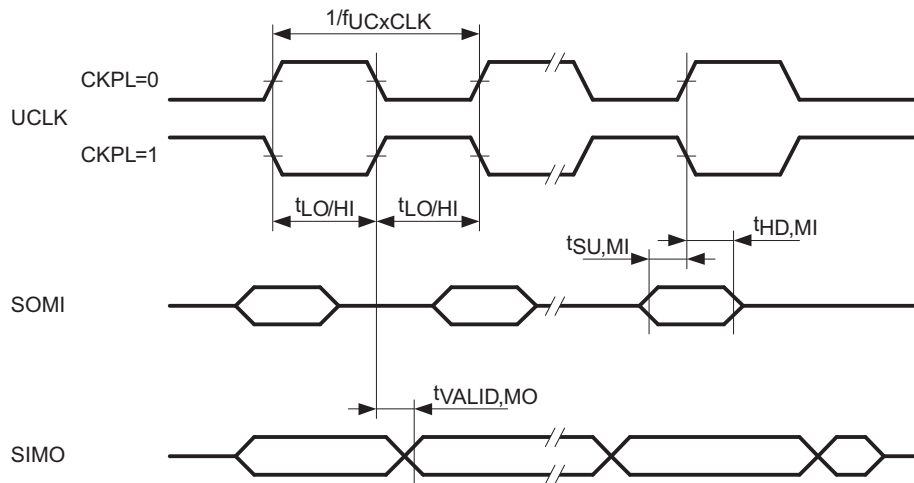 1/fUCxCLK
CKPL=0
UCLK
CKPL=1
tLO/HI tLO/HI
tHD,MI
tSU,MI
SOMI
tVALID,MO
SIMO